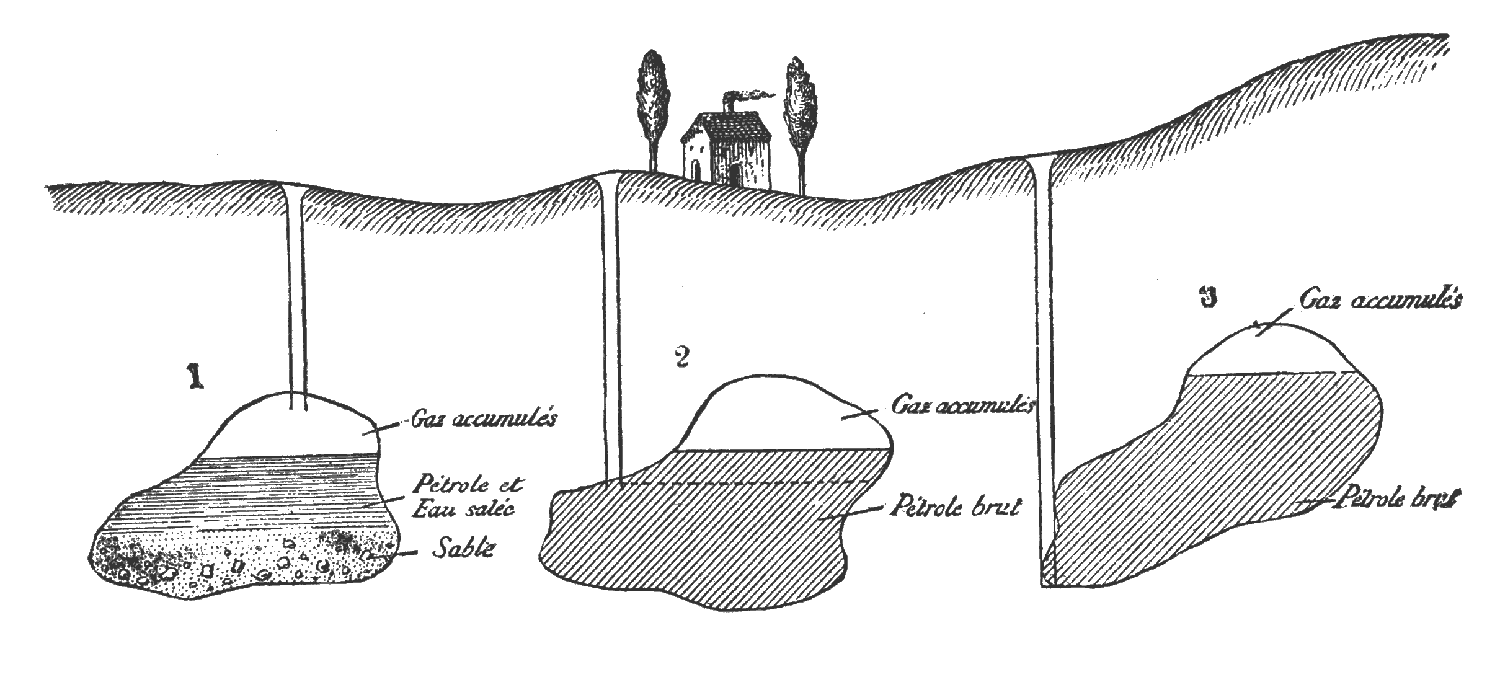 1
Gaz accumulés
Pétrole et
Eau salée
Sable
2
Gaz accumulés
Pétrole brut
3
Gaz accumulés
Pétrole brut